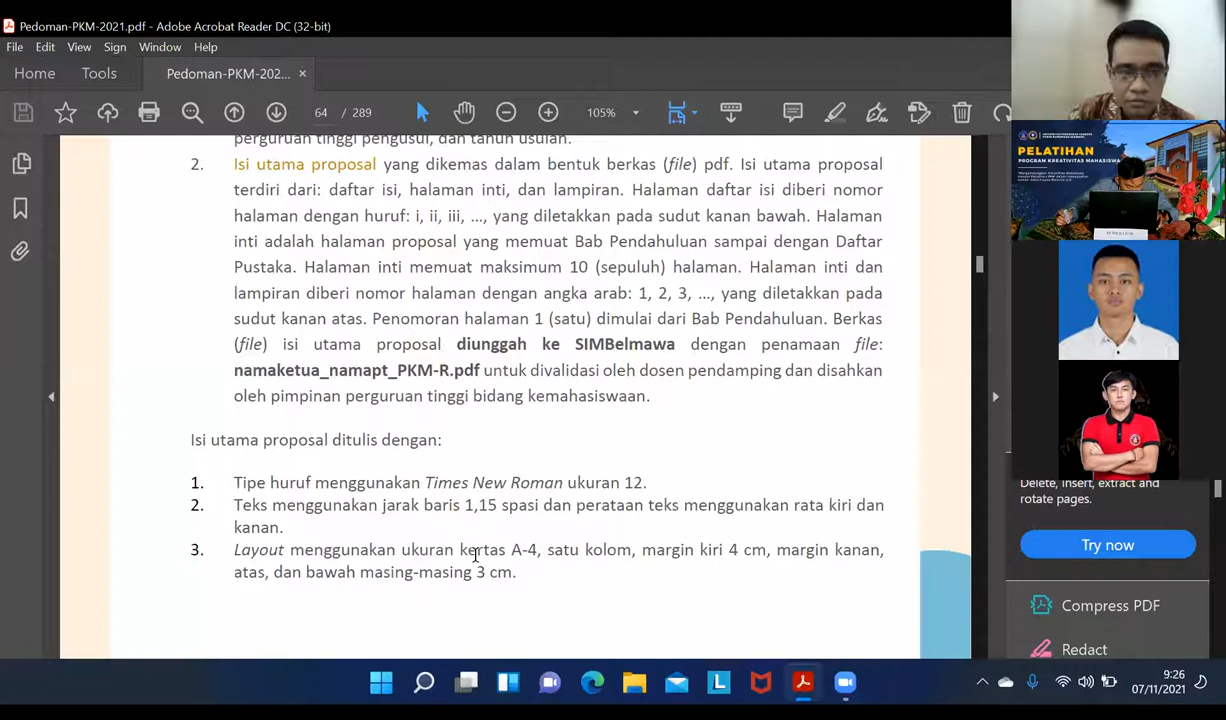 Pedoman-PKM-2021.pdf - Adobe Acrobat Reader DC (32-bit)
File Edit View Sign Window Help
Home Tools Pedoman-PKM-202... ×
64 / 289 105%
perguruan tinggi pengusul, dan tahun usulan.
2. Isi utama proposal yang dikemas dalam bentuk berkas (file) pdf. Isi utama proposal
terdiri dari: daftar isi, halaman inti, dan lampiran. Halaman daftar isi diberi nomor
halaman dengan huruf: i, ii, iii, ..., yang diletakkan pada sudut kanan bawah. Halaman
inti adalah halaman proposal yang memuat Bab Pendahuluan sampai dengan Daftar
Pustaka. Halaman inti memuat maksimum 10 (sepuluh) halaman. Halaman inti dan
lampiran diberi nomor halaman dengan angka arab: 1, 2, 3, ..., yang diletakkan pada
sudut kanan atas. Penomoran halaman 1 (satu) dimulai dari Bab Pendahuluan. Berkas
(file) isi utama proposal diunggah ke SIMBelmawa dengan penamaan file:
namaketua_namapt_PKM-R.pdf untuk divalidasi oleh dosen pendamping dan disahkan
oleh pimpinan perguruan tinggi bidang kemahasiswaan.
Isi utama proposal ditulis dengan:
1. Tipe huruf menggunakan Times New Roman ukuran 12.
2. Teks menggunakan jarak baris 1,15 spasi dan perataan teks menggunakan rata kiri dan
kanan.
3. Layout menggunakan ukuran kertas A-4, satu kolom, margin kiri 4 cm, margin kanan,
atas, dan bawah masing-masing 3 cm.
PELATIHAN
PROGRAM KREATIVITAS MAHASISWA
Delete, insert, extract and
rotate pages.
Try now
Compress PDF
Redact
9:26
07/11/2021